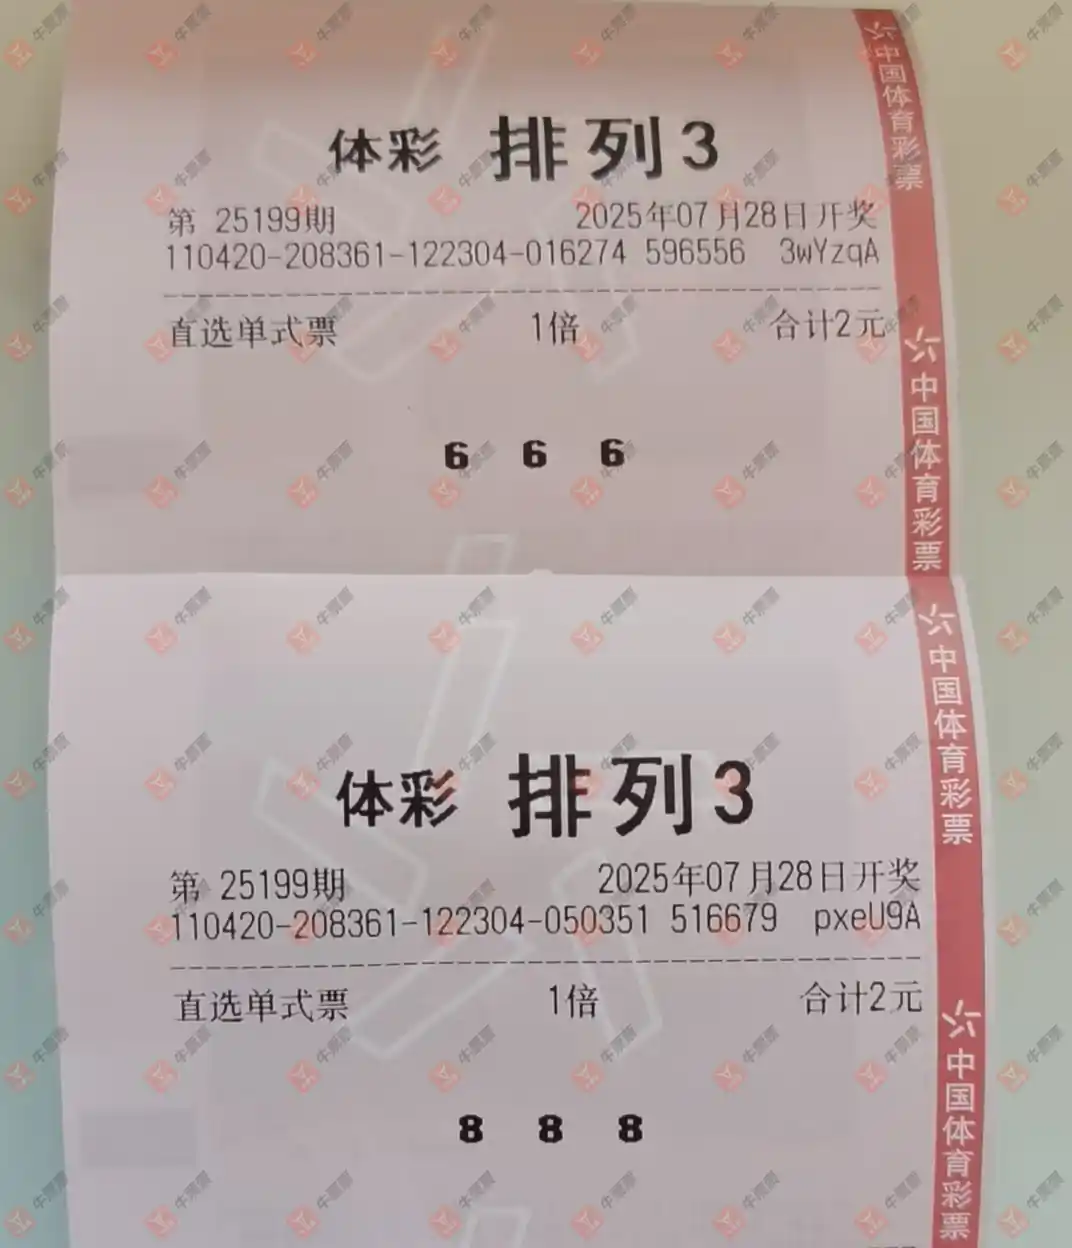 体彩 排列3
第 25199期 2025年07月28日开奖
110420-208361-122304-016274 596556 3wYzqA
直选单式票 1倍 合计2元
6 6 6
中国体育彩票
中国体育彩票
体彩 排列3
第 25199期 2025年07月28日开奖
110420-208361-122304-050351 516679 pxeU9A
直选单式票 1倍 合计2元
8 8 8
中国体育彩票
中国体育彩票
牛票票